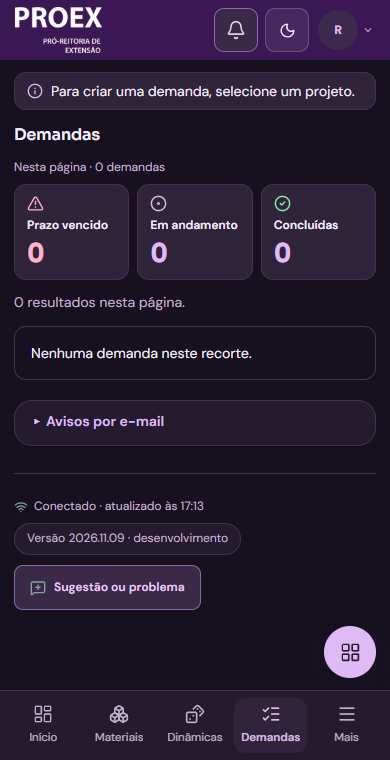 PROEX
PRÓ-REITORIA DE
EXTENSÃO
R
Para criar uma demanda, selecione um projeto.
Demandas
Nesta página · 0 demandas
Prazo vencido
0
Em andamento
0
Concluídas
0
0 resultados nesta página.
Nenhuma demanda neste recorte.
▸ Avisos por e-mail
Conectado · atualizado às 17:13
Versão 2026.11.09 · desenvolvimento
Sugestão ou problema
Início
Materiais
Dinâmicas
Demandas
Mais